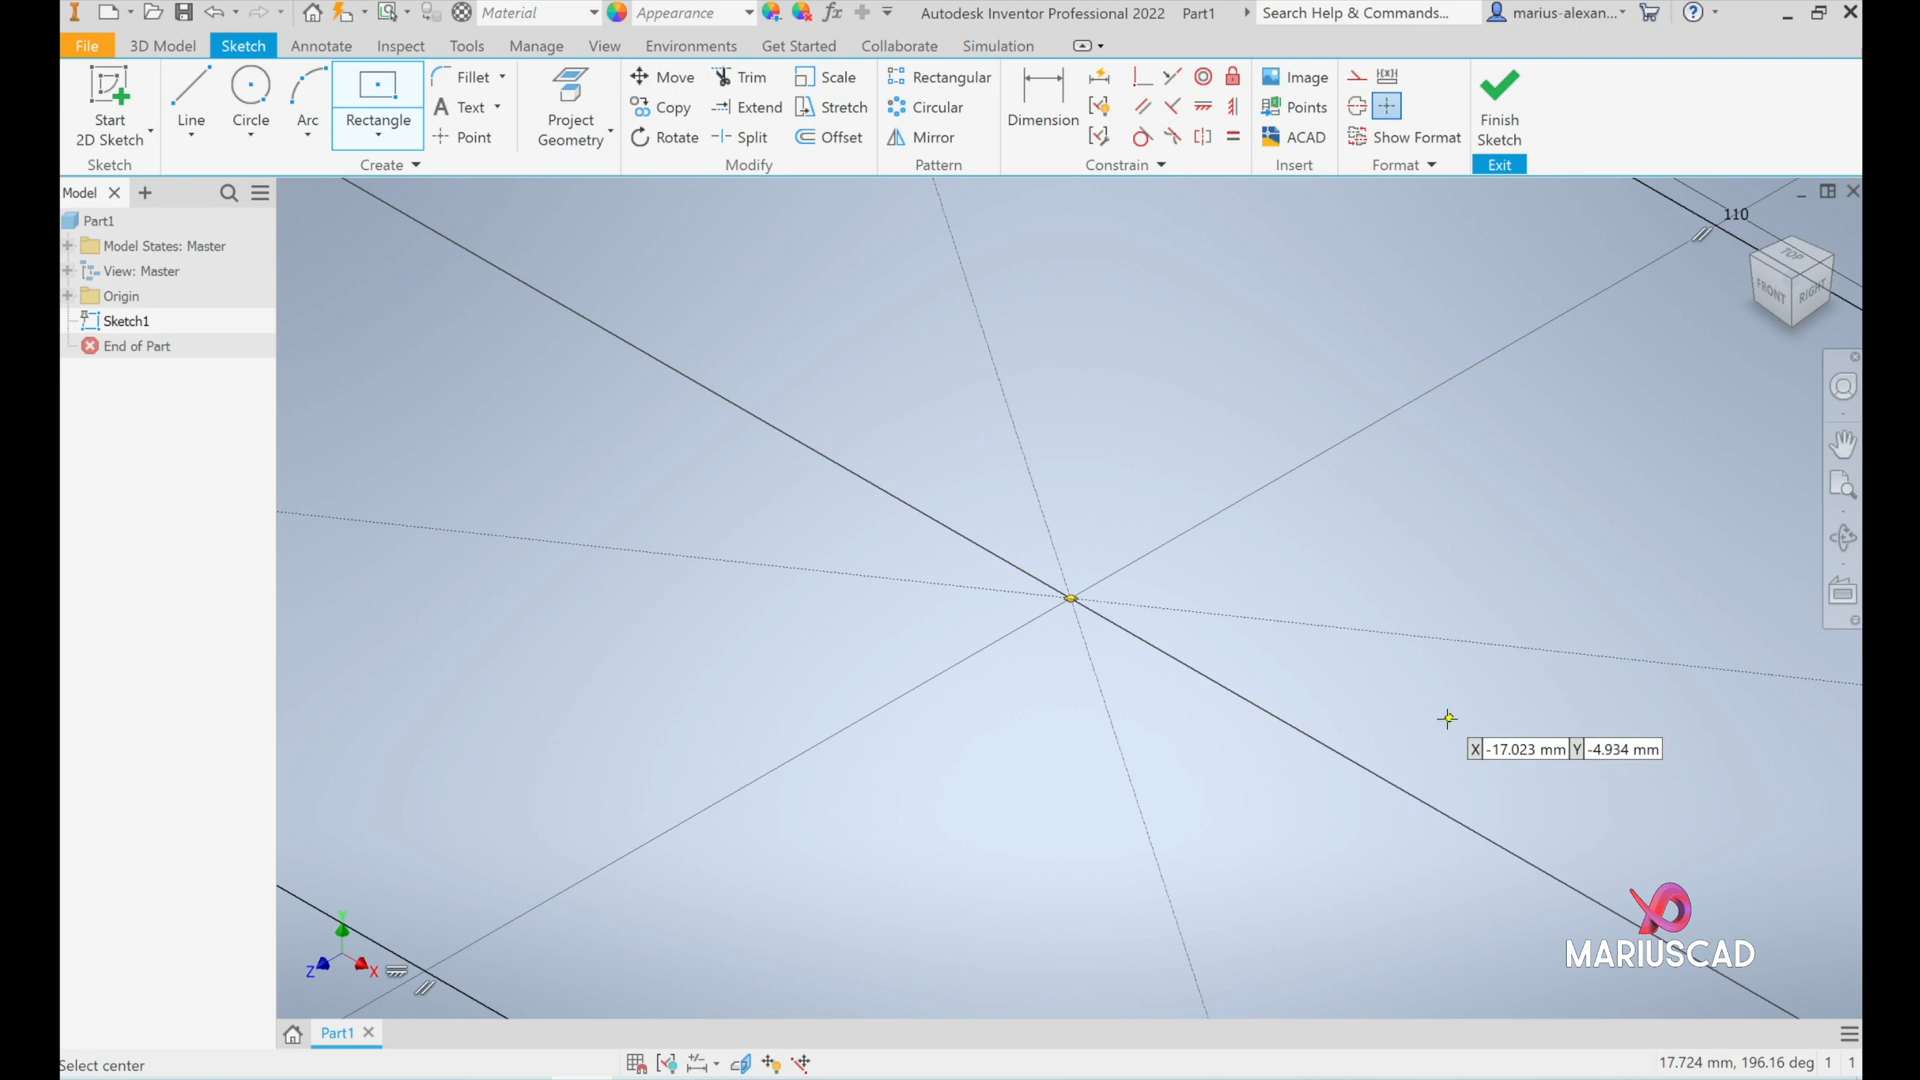 Material
Appearance
Autodesk Inventor Professional 2022 Part1
Search Help & Commands...
marius-alexan...
File 3D Model Sketch Annotate Inspect Tools Manage View Environments Get Started Collaborate Simulation
Start
2D Sketch
Line
Circle
Arc
Rectangle
Fillet
Text
Point
Project
Geometry
Move
Copy
Rotate
Trim
Extend
Split
Scale
Stretch
Offset
Rectangular
Circular
Mirror
Dimension
Image
Points
ACAD
Show Format
Finish
Sketch
Sketch Create Modify Pattern Constrain Insert Format Exit
Model
Part1
Model States: Master
View: Master
Origin
Sketch1
End of Part
110
TOP
FRONT
RIGHT
X -17.023 mm Y -4.934 mm
MARIUSCAD
Y
Z
X
Part1
Select center
17.724 mm, 196.16 deg 1 1